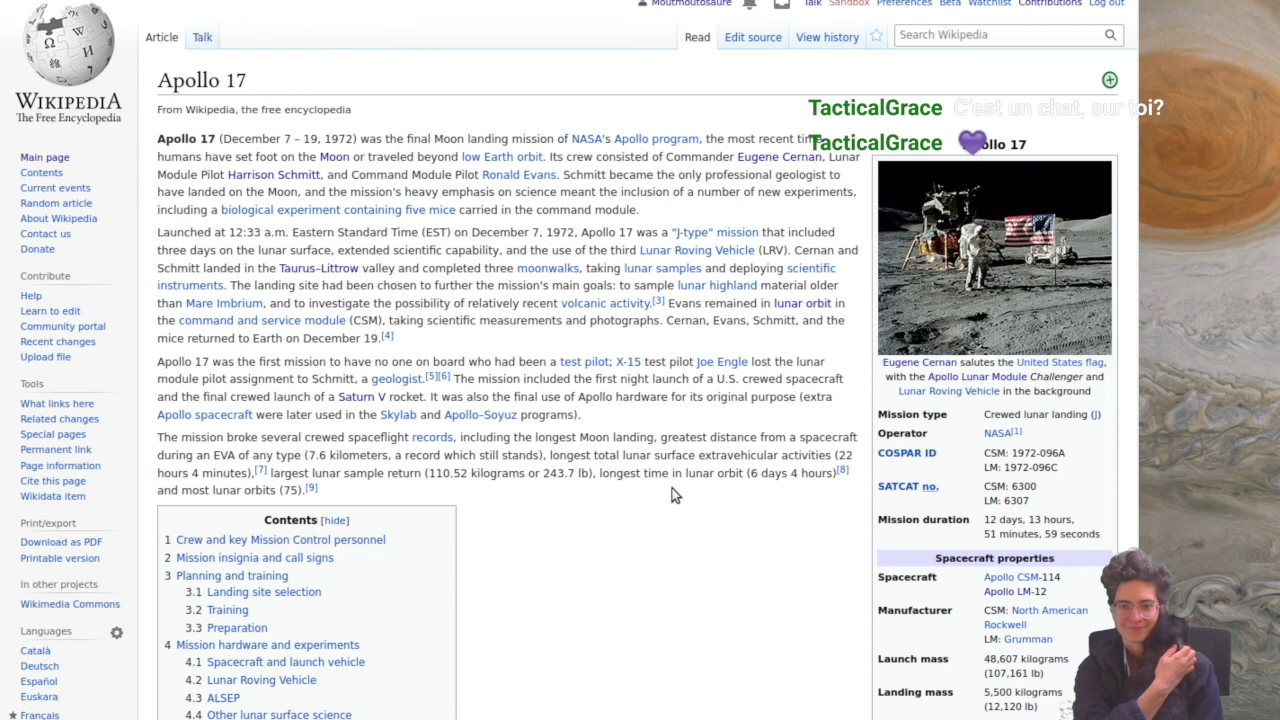 Moutmoutosaure Talk Sandbox Preferences Beta Watchlist Contributions Log out
Article Talk Read Edit source View history Search Wikipedia
WIKIPEDIA
The Free Encyclopedia
Main page
Contents
Current events
Random article
About Wikipedia
Contact us
Donate
Contribute
Help
Learn to edit
Community portal
Recent changes
Upload file
Tools
What links here
Related changes
Special pages
Permanent link
Page information
Cite this page
Wikidata item
Print/export
Download as PDF
Printable version
In other projects
Wikimedia Commons
Languages
Català
Deutsch
Español
Euskara
Français
Apollo 17
From Wikipedia, the free encyclopedia
TacticalGrace C'est un chat, sur toi?
TacticalGrace
Apollo 17 (December 7 – 19, 1972) was the final Moon landing mission of NASA's Apollo program, the most recent
humans have set foot on the Moon or traveled beyond low Earth orbit. Its crew consisted of Commander Eugene Cernan, Lunar
Module Pilot Harrison Schmitt, and Command Module Pilot Ronald Evans. Schmitt became the only professional geologist to
have landed on the Moon, and the mission's heavy emphasis on science meant the inclusion of a number of new experiments,
including a biological experiment containing five mice carried in the command module.
Launched at 12:33 a.m. Eastern Standard Time (EST) on December 7, 1972, Apollo 17 was a "J-type" mission that included
three days on the lunar surface, extended scientific capability, and the use of the third Lunar Roving Vehicle (LRV). Cernan and
Schmitt landed in the Taurus–Littrow valley and completed three moonwalks, taking lunar samples and deploying scientific
instruments. The landing site had been chosen to further the mission's main goals: to sample lunar highland material older
than Mare Imbrium, and to investigate the possibility of relatively recent volcanic activity.[3] Evans remained in lunar orbit in
the command and service module (CSM), taking scientific measurements and photographs. Cernan, Evans, Schmitt, and the
mice returned to Earth on December 19.[4]
Apollo 17 was the first mission to have no one on board who had been a test pilot; X-15 test pilot Joe Engle lost the lunar
module pilot assignment to Schmitt, a geologist.[5][6] The mission included the first night launch of a U.S. crewed spacecraft
and the final crewed launch of a Saturn V rocket. It was also the final use of Apollo hardware for its original purpose (extra
Apollo spacecraft were later used in the Skylab and Apollo–Soyuz programs).
The mission broke several crewed spaceflight records, including the longest Moon landing, greatest distance from a spacecraft
during an EVA of any type (7.6 kilometers, a record which still stands), longest total lunar surface extravehicular activities (22
hours 4 minutes),[7] largest lunar sample return (110.52 kilograms or 243.7 lb), longest time in lunar orbit (6 days 4 hours)[8]
and most lunar orbits (75).[9]
Contents [hide]
1 Crew and key Mission Control personnel
2 Mission insignia and call signs
3 Planning and training
3.1 Landing site selection
3.2 Training
3.3 Preparation
4 Mission hardware and experiments
4.1 Spacecraft and launch vehicle
4.2 Lunar Roving Vehicle
4.3 ALSEP
4.4 Other lunar surface science
17
Eugene Cernan salutes the United States flag,
with the Apollo Lunar Module Challenger and
Lunar Roving Vehicle in the background
Mission type Crewed lunar landing (J)
Operator NASA[1]
COSPAR ID CSM: 1972-096A
LM: 1972-096C
SATCAT no. CSM: 6300
LM: 6307
Mission duration 12 days, 13 hours,
51 minutes, 59 seconds
Spacecraft properties
Spacecraft Apollo CSM-114
Apollo LM-12
Manufacturer CSM: North American
Rockwell
LM: Grumman
Launch mass 48,607 kilograms
(107,161 lb)
Landing mass 5,500 kilograms
(12,120 lb)